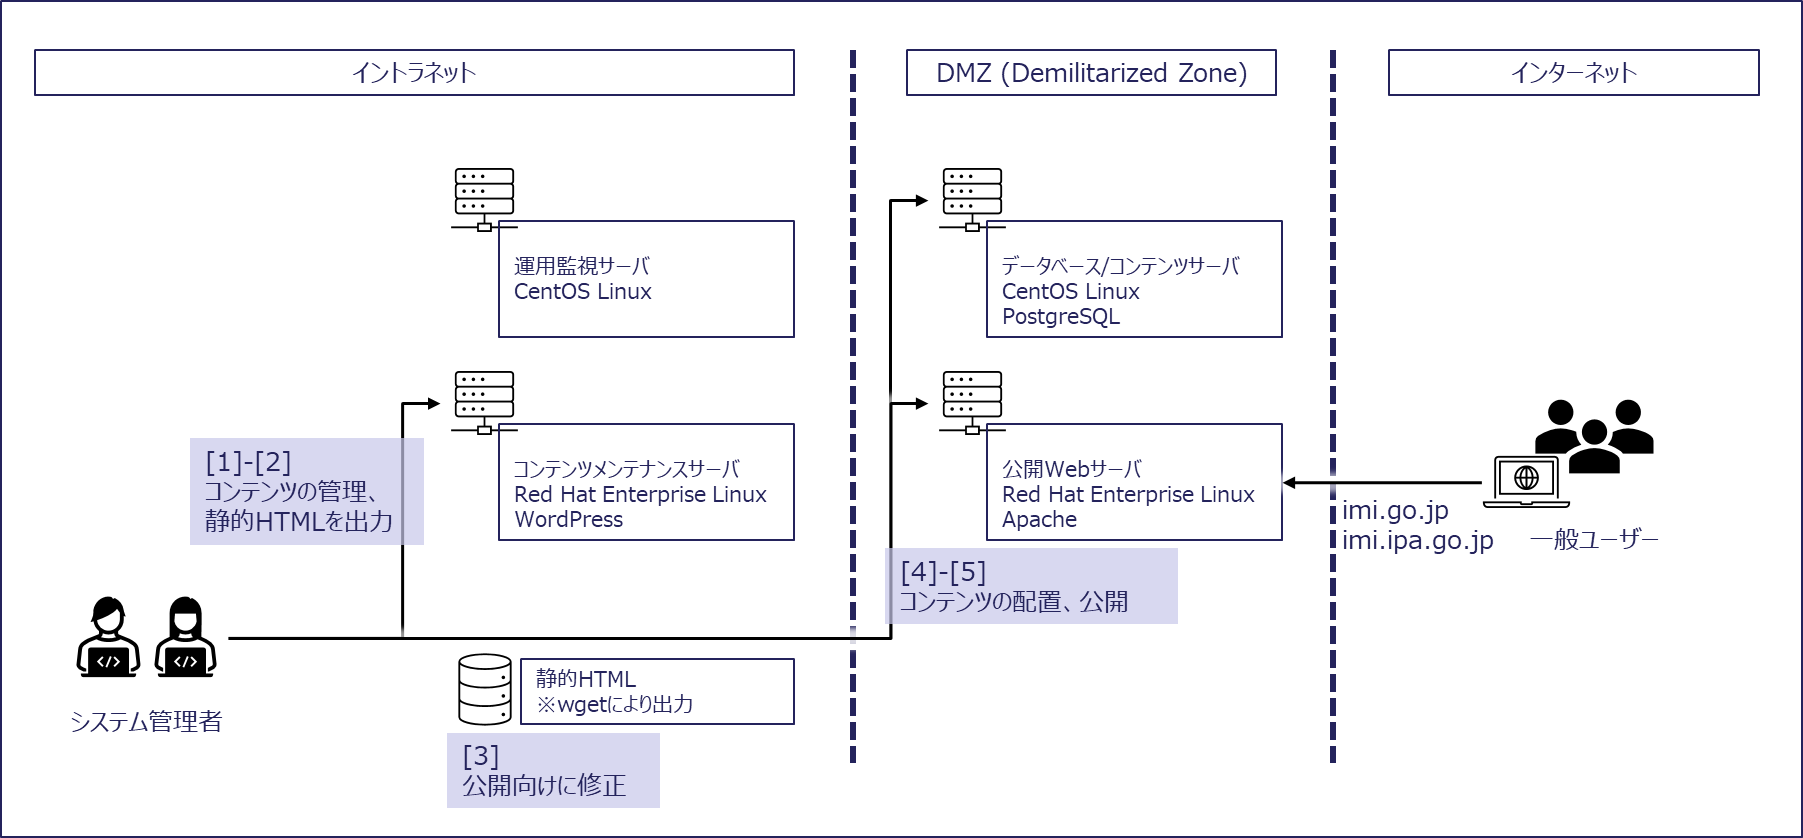 イントラネット
DMZ (Demilitarized Zone)
インターネット
運用監視サーバ
CentOS Linux
データベース/コンテンツサーバ
CentOS Linux
PostgreSQL
[1]-[2]
コンテンツの管理、
静的HTMLを出力
コンテンツメンテナンスサーバ
Red Hat Enterprise Linux
WordPress
公開Webサーバ
Red Hat Enterprise Linux
Apache
imi.go.jp
imi.ipa.go.jp
一般ユーザー
[4]-[5]
コンテンツの配置、公開
システム管理者
静的HTML
※wgetにより出力
[3]
公開向けに修正